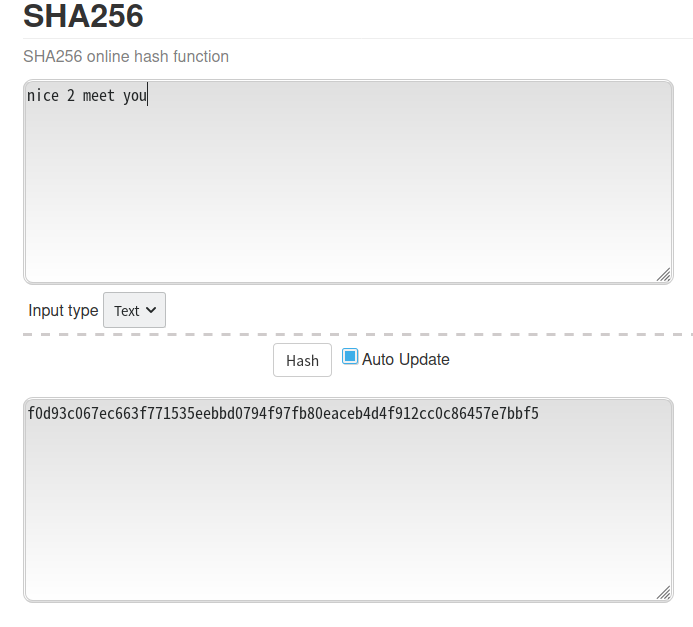 SHA256
SHA256 online hash function
nice 2 meet you
Input type Text
Hash Auto Update
f0d93c067ec663f771535eebbd0794f97fb80eaceb4d4f912cc0c86457e7bbf5